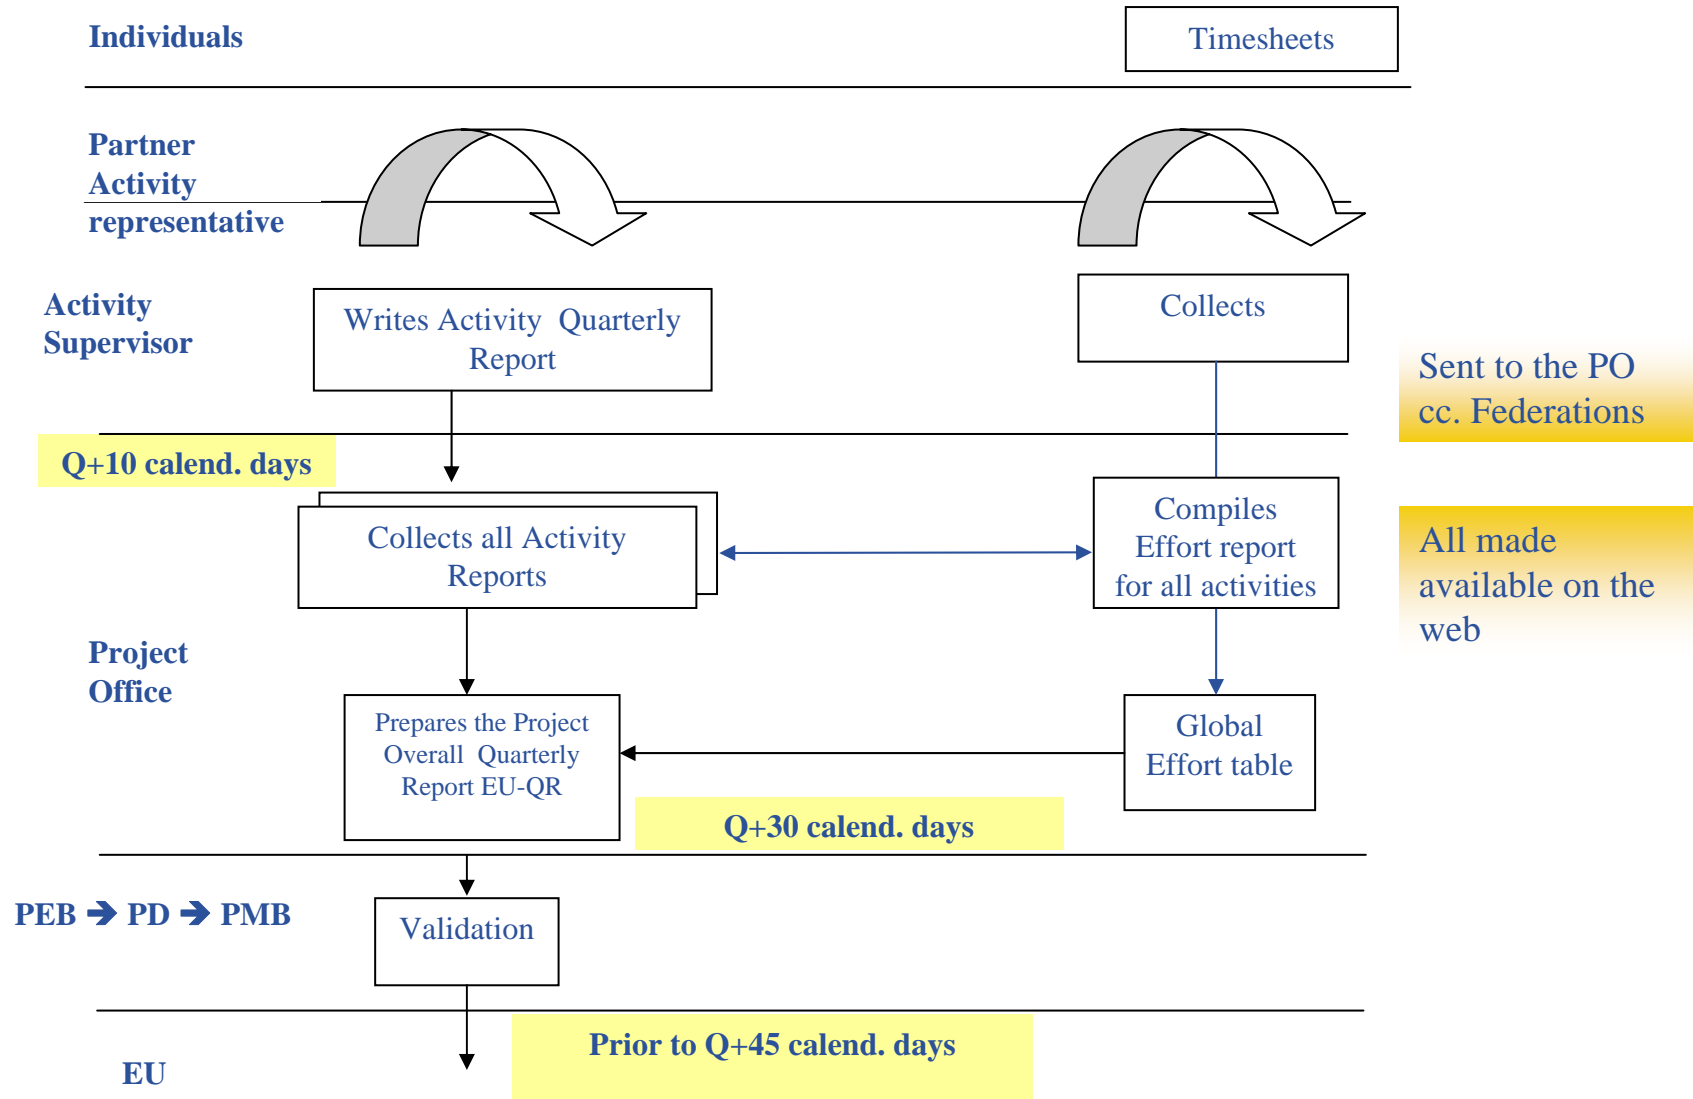 Individuals
Timesheets
Partner
Activity
representative
Activity
Supervisor
Writes Activity Quarterly
Report
Collects
Sent to the PO
cc. Federations
Q+10 calend. days
Collects all Activity
Reports
Compiles
Effort report
for all activities
All made
available on the
web
Project
Office
Prepares the Project
Overall Quarterly
Report EU-QR
Global
Effort table
Q+30 calend. days
PEB ➔ PD ➔ PMB
Validation
Prior to Q+45 calend. days
EU